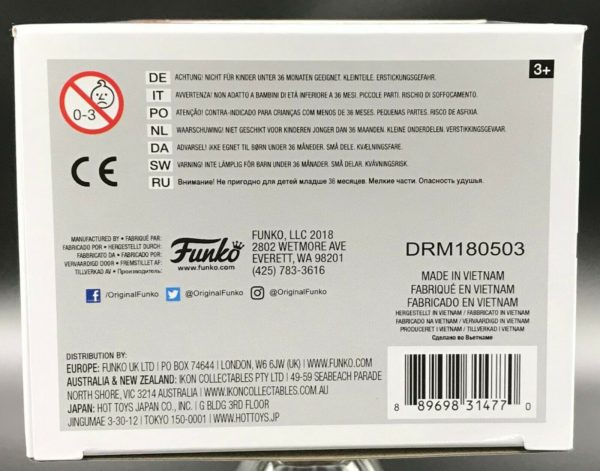 3+
0-3
DE ACHTUNG! NICHT FÜR KINDER UNTER 36 MONATEN GEEIGNET. KLEINTEILE. ERSTICKUNGSGEFAHR.
IT AVVERTENZA! NON ADATTO A BAMBINI DI ETÀ INFERIORE A 36 MESI. PICCOLE PARTI. RISCHIO DI SOFFOCAMENTO.
PO ATENÇÃO! CONTRA-INDICADO PARA CRIANÇAS COM MENOS DE 36 MESES. PEQUENAS PARTES. RISCO DE ASFIXIA.
NL WAARSCHUWING! NIET GESCHIKT VOOR KINDEREN JONGER DAN 36 MAANDEN. KLEINE ONDERDELEN. VERSTIKKINGSGEVAAR.
DA ADVARSEL! IKKE EGNET TIL BØRN UNDER 36 MÅNEDER. SMÅ DELE. KVÆLNINGSFARE.
SW VARNING! INTE LÄMPLIG FÖR BARN UNDER 36 MÅNADER. SMÅ DELAR. KVÄVNINGSRISK.
RU Внимание! Не пригодно для детей младше 36 месяцев. Мелкие части. Опасность удушья.
CE
MANUFACTURED BY • FABRIQUÉ PAR:
FABRICADO POR • HERGESTELLT DURCH:
FABBRICATO DA • FABRICADO POR:
VERVAARDIGD DOOR • FREMSTILLET AF:
TILLVERKAD AV • Производитель:
Funko
www.funko.com
FUNKO, LLC 2018
2802 WETMORE AVE
EVERETT, WA 98201
(425) 783-3616
/OriginalFunko @OriginalFunko @OriginalFunko
DRM180503
MADE IN VIETNAM
FABRIQUÉ EN VIETNAM
FABRICADO EN VIETNAM
HERGESTELLT IN VIETNAM / FABBRICATO IN VIETNAM
FABRICADO NA VIETNAM / VERVAARDIGD IN VIETNAM
PRODUCERET I VIETNAM / TILLVERKAD I VIETNAM
Сделано во Вьетнаме
DISTRIBUTION BY:
EUROPE: FUNKO UK LTD | PO BOX 74644 | LONDON, W6 6JW (UK) | WWW.FUNKO.COM
AUSTRALIA & NEW ZEALAND: IKON COLLECTABLES PTY LTD | 49-59 SEABEACH PARADE
NORTH SHORE, VIC 3214 AUSTRALIA | WWW.IKONCOLLECTABLES.COM.AU
JAPAN: HOT TOYS JAPAN CO., INC. | G BLDG 3RD FLOOR
JINGUMAE 3-30-12 | TOKYO 150-0001 | WWW.HOTTOYS.JP
8 89698 31477 0